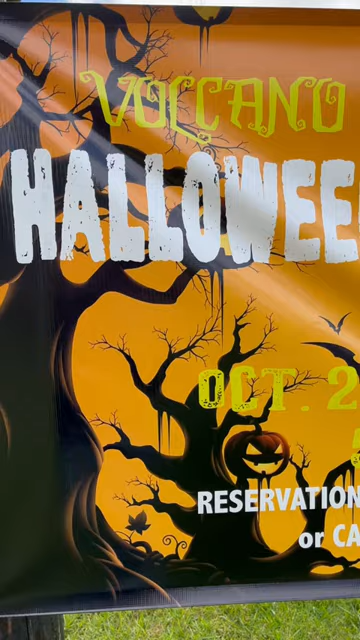 VOLCANO
HALLOWEE
OCT. 2
RESERVATION
or CA